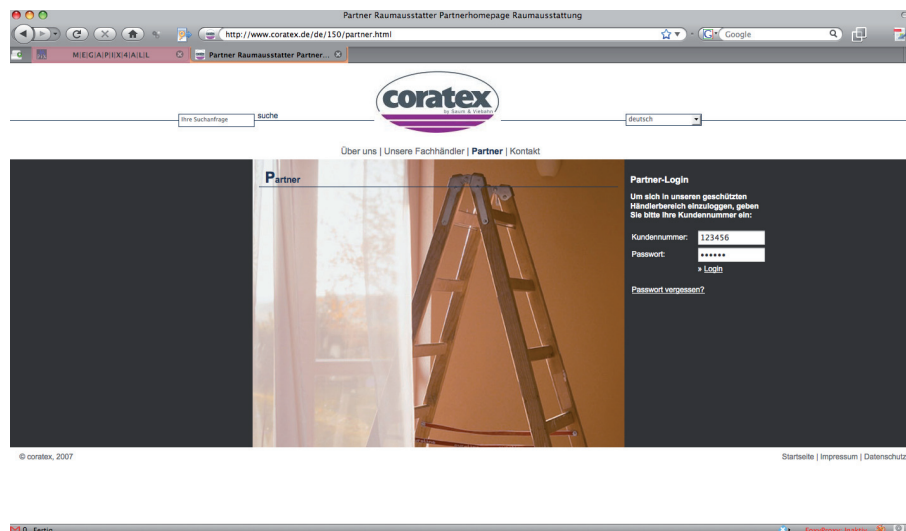 Partner Raumausstatter Partnerhomepage Raumausstattung
http://www.coratex.de/de/150/partner.html
Google
M|E|G|A|P|I|X|4|A|L|L
Partner Raumausstatter Partner...
coratex
by Saum & Viebahn
Ihre Suchanfrage
suche
deutsch
Über uns | Unsere Fachhändler | Partner | Kontakt
Partner
Partner-Login
Um sich in unseren geschützten
Händlerbereich einzuloggen, geben
Sie bitte Ihre Kundennummer ein:
Kundennummer: 123456
Passwort: ••••••
» Login
Passwort vergessen?
© coratex, 2007
Startseite | Impressum | Datenschutz
0 Fertig